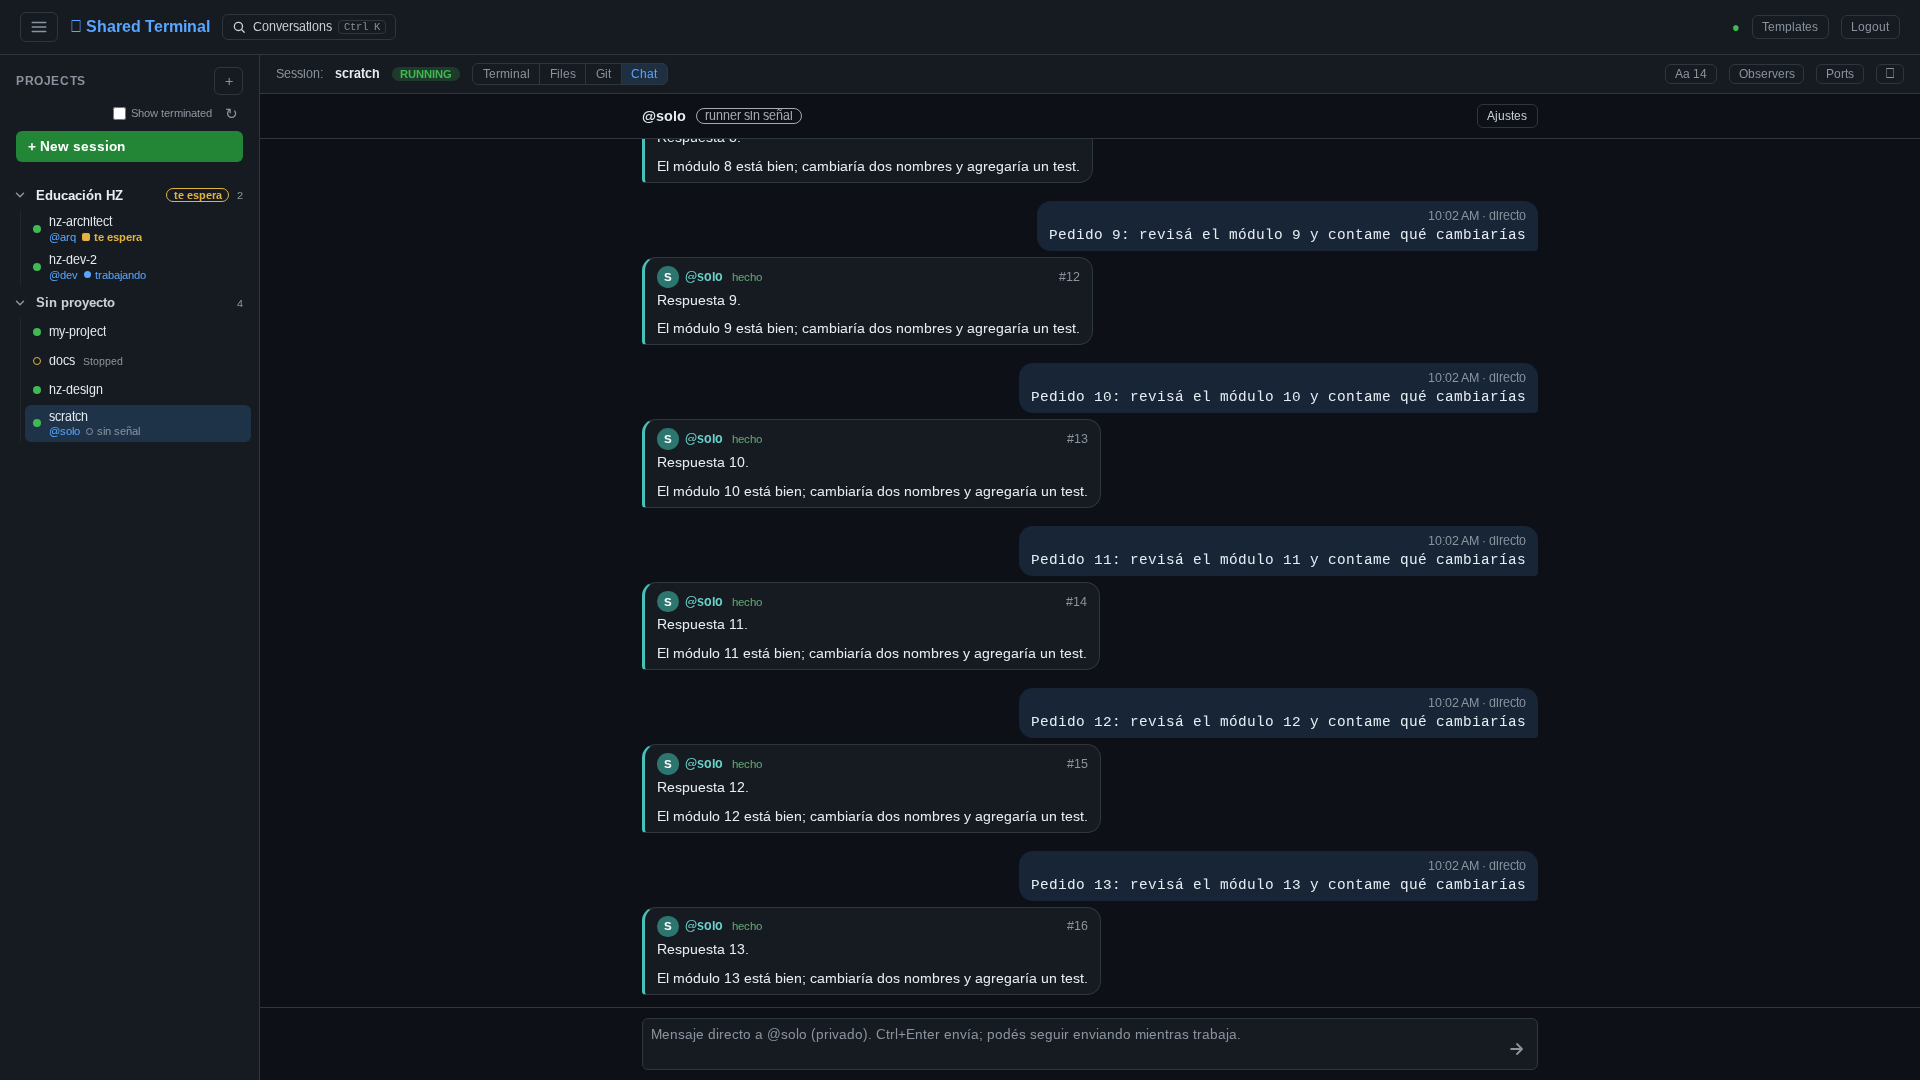 Shared Terminal
Conversations Ctrl K
Templates
Logout
PROJECTS
+
Show terminated
+ New session
Educación HZ te espera 2
hz-architect
@arq te espera
hz-dev-2
@dev trabajando
Sin proyecto 4
my-project
docs Stopped
hz-design
scratch
@solo sin señal
Session: scratch RUNNING Terminal Files Git Chat
Aa 14 Observers Ports
@solo runner sin señal
Ajustes
Respuesta 8.
El módulo 8 está bien; cambiaría dos nombres y agregaría un test.
10:02 AM · directo
Pedido 9: revisá el módulo 9 y contame qué cambiarías
S @solo hecho #12
Respuesta 9.
El módulo 9 está bien; cambiaría dos nombres y agregaría un test.
10:02 AM · directo
Pedido 10: revisá el módulo 10 y contame qué cambiarías
S @solo hecho #13
Respuesta 10.
El módulo 10 está bien; cambiaría dos nombres y agregaría un test.
10:02 AM · directo
Pedido 11: revisá el módulo 11 y contame qué cambiarías
S @solo hecho #14
Respuesta 11.
El módulo 11 está bien; cambiaría dos nombres y agregaría un test.
10:02 AM · directo
Pedido 12: revisá el módulo 12 y contame qué cambiarías
S @solo hecho #15
Respuesta 12.
El módulo 12 está bien; cambiaría dos nombres y agregaría un test.
10:02 AM · directo
Pedido 13: revisá el módulo 13 y contame qué cambiarías
S @solo hecho #16
Respuesta 13.
El módulo 13 está bien; cambiaría dos nombres y agregaría un test.
Mensaje directo a @solo (privado). Ctrl+Enter envía; podés seguir enviando mientras trabaja.